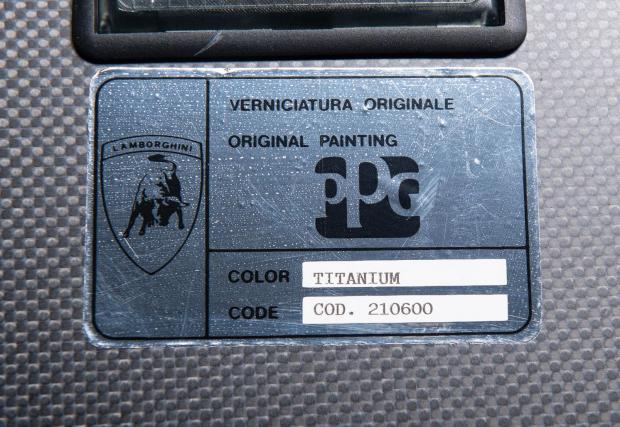 VERNICIATURA ORIGINALE
ORIGINAL PAINTING
LAMBORGHINI
PPG
COLOR TITANIUM
CODE COD. 210600